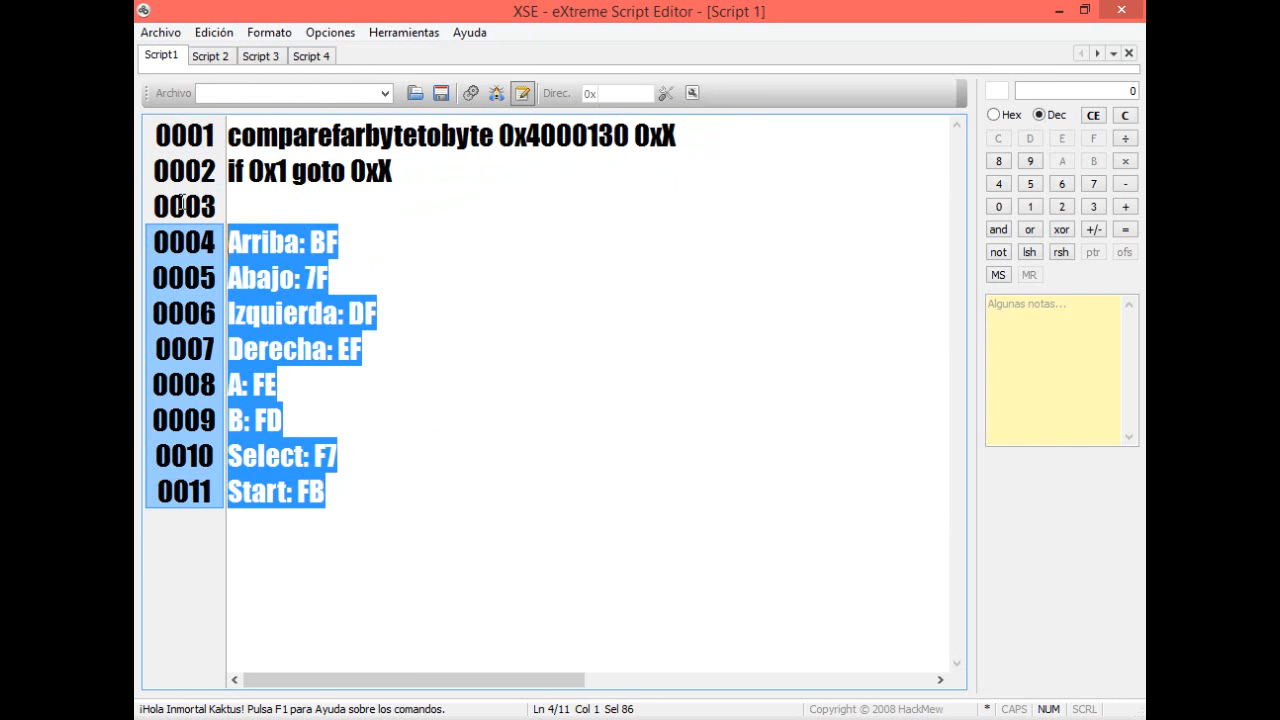 XSE - eXtreme Script Editor - [Script 1]
Archivo Edición Formato Opciones Herramientas Ayuda
Script1 Script 2 Script 3 Script 4
Archivo Direc. 0x
0
Hex Dec CE C
C D E F ÷
8 9 A B ×
4 5 6 7 -
0 1 2 3 +
and or xor +/- =
not lsh rsh ptr ofs
MS MR
Algunas notas...
0001 comparefarbytetobyte 0x4000130 0xX
0002 if 0x1 goto 0xX
0003
0004 Arriba: BF
0005 Abajo: 7F
0006 Izquierda: DF
0007 Derecha: EF
0008 A: FE
0009 B: FD
0010 Select: F7
0011 Start: FB
¡Hola Inmortal Kaktus! Pulsa F1 para Ayuda sobre los comandos. Ln 4/11 Col 1 Sel 86 Copyright © 2008 HackMew * CAPS NUM SCRL